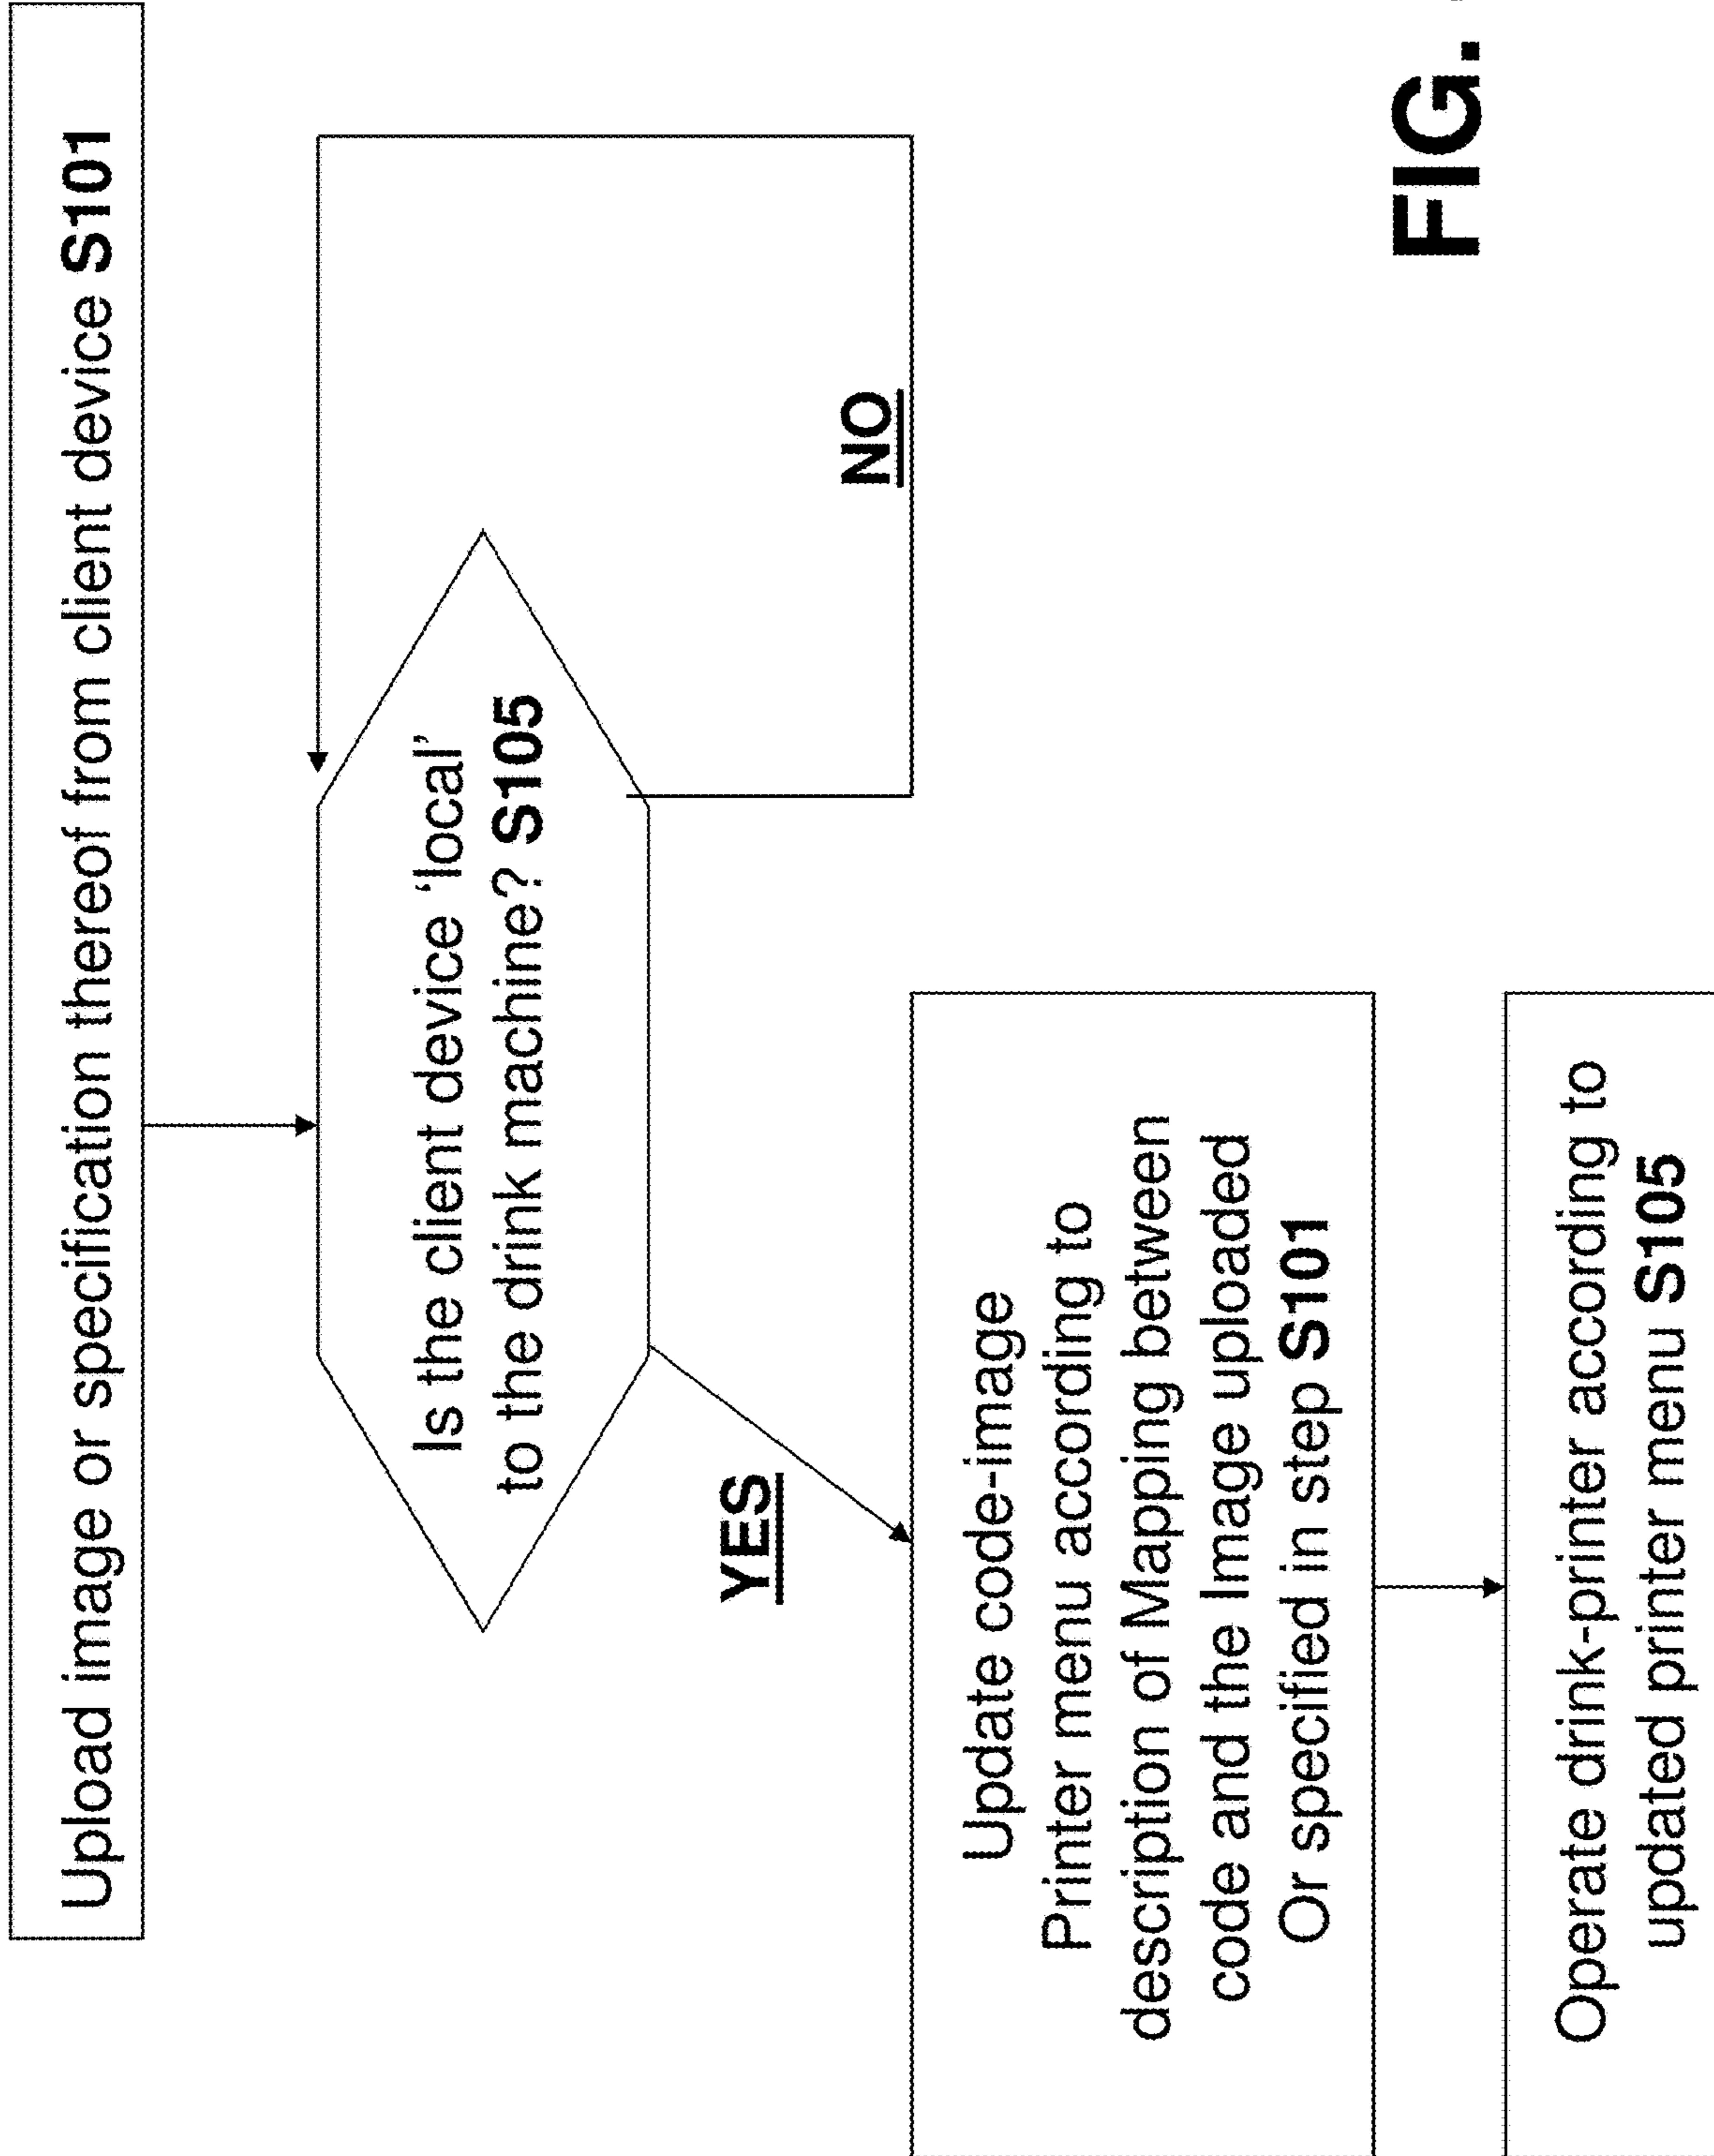 Upload image or specification thereof from client device S101
Is the client device ‘local’
to the drink machine? S105
YES
NO
Update code-image
Printer menu according to
description of Mapping between
code and the Image uploaded
Or specified in step S101
Operate drink-printer according to
updated printer menu S105
FIG.